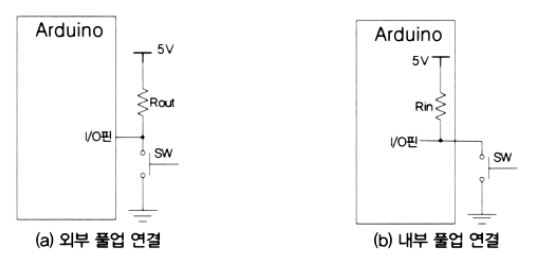 Arduino
5V
Rout
I/O핀
SW
(a) 외부 풀업 연결
Arduino
5V
Rin
I/O핀
SW
(b) 내부 풀업 연결